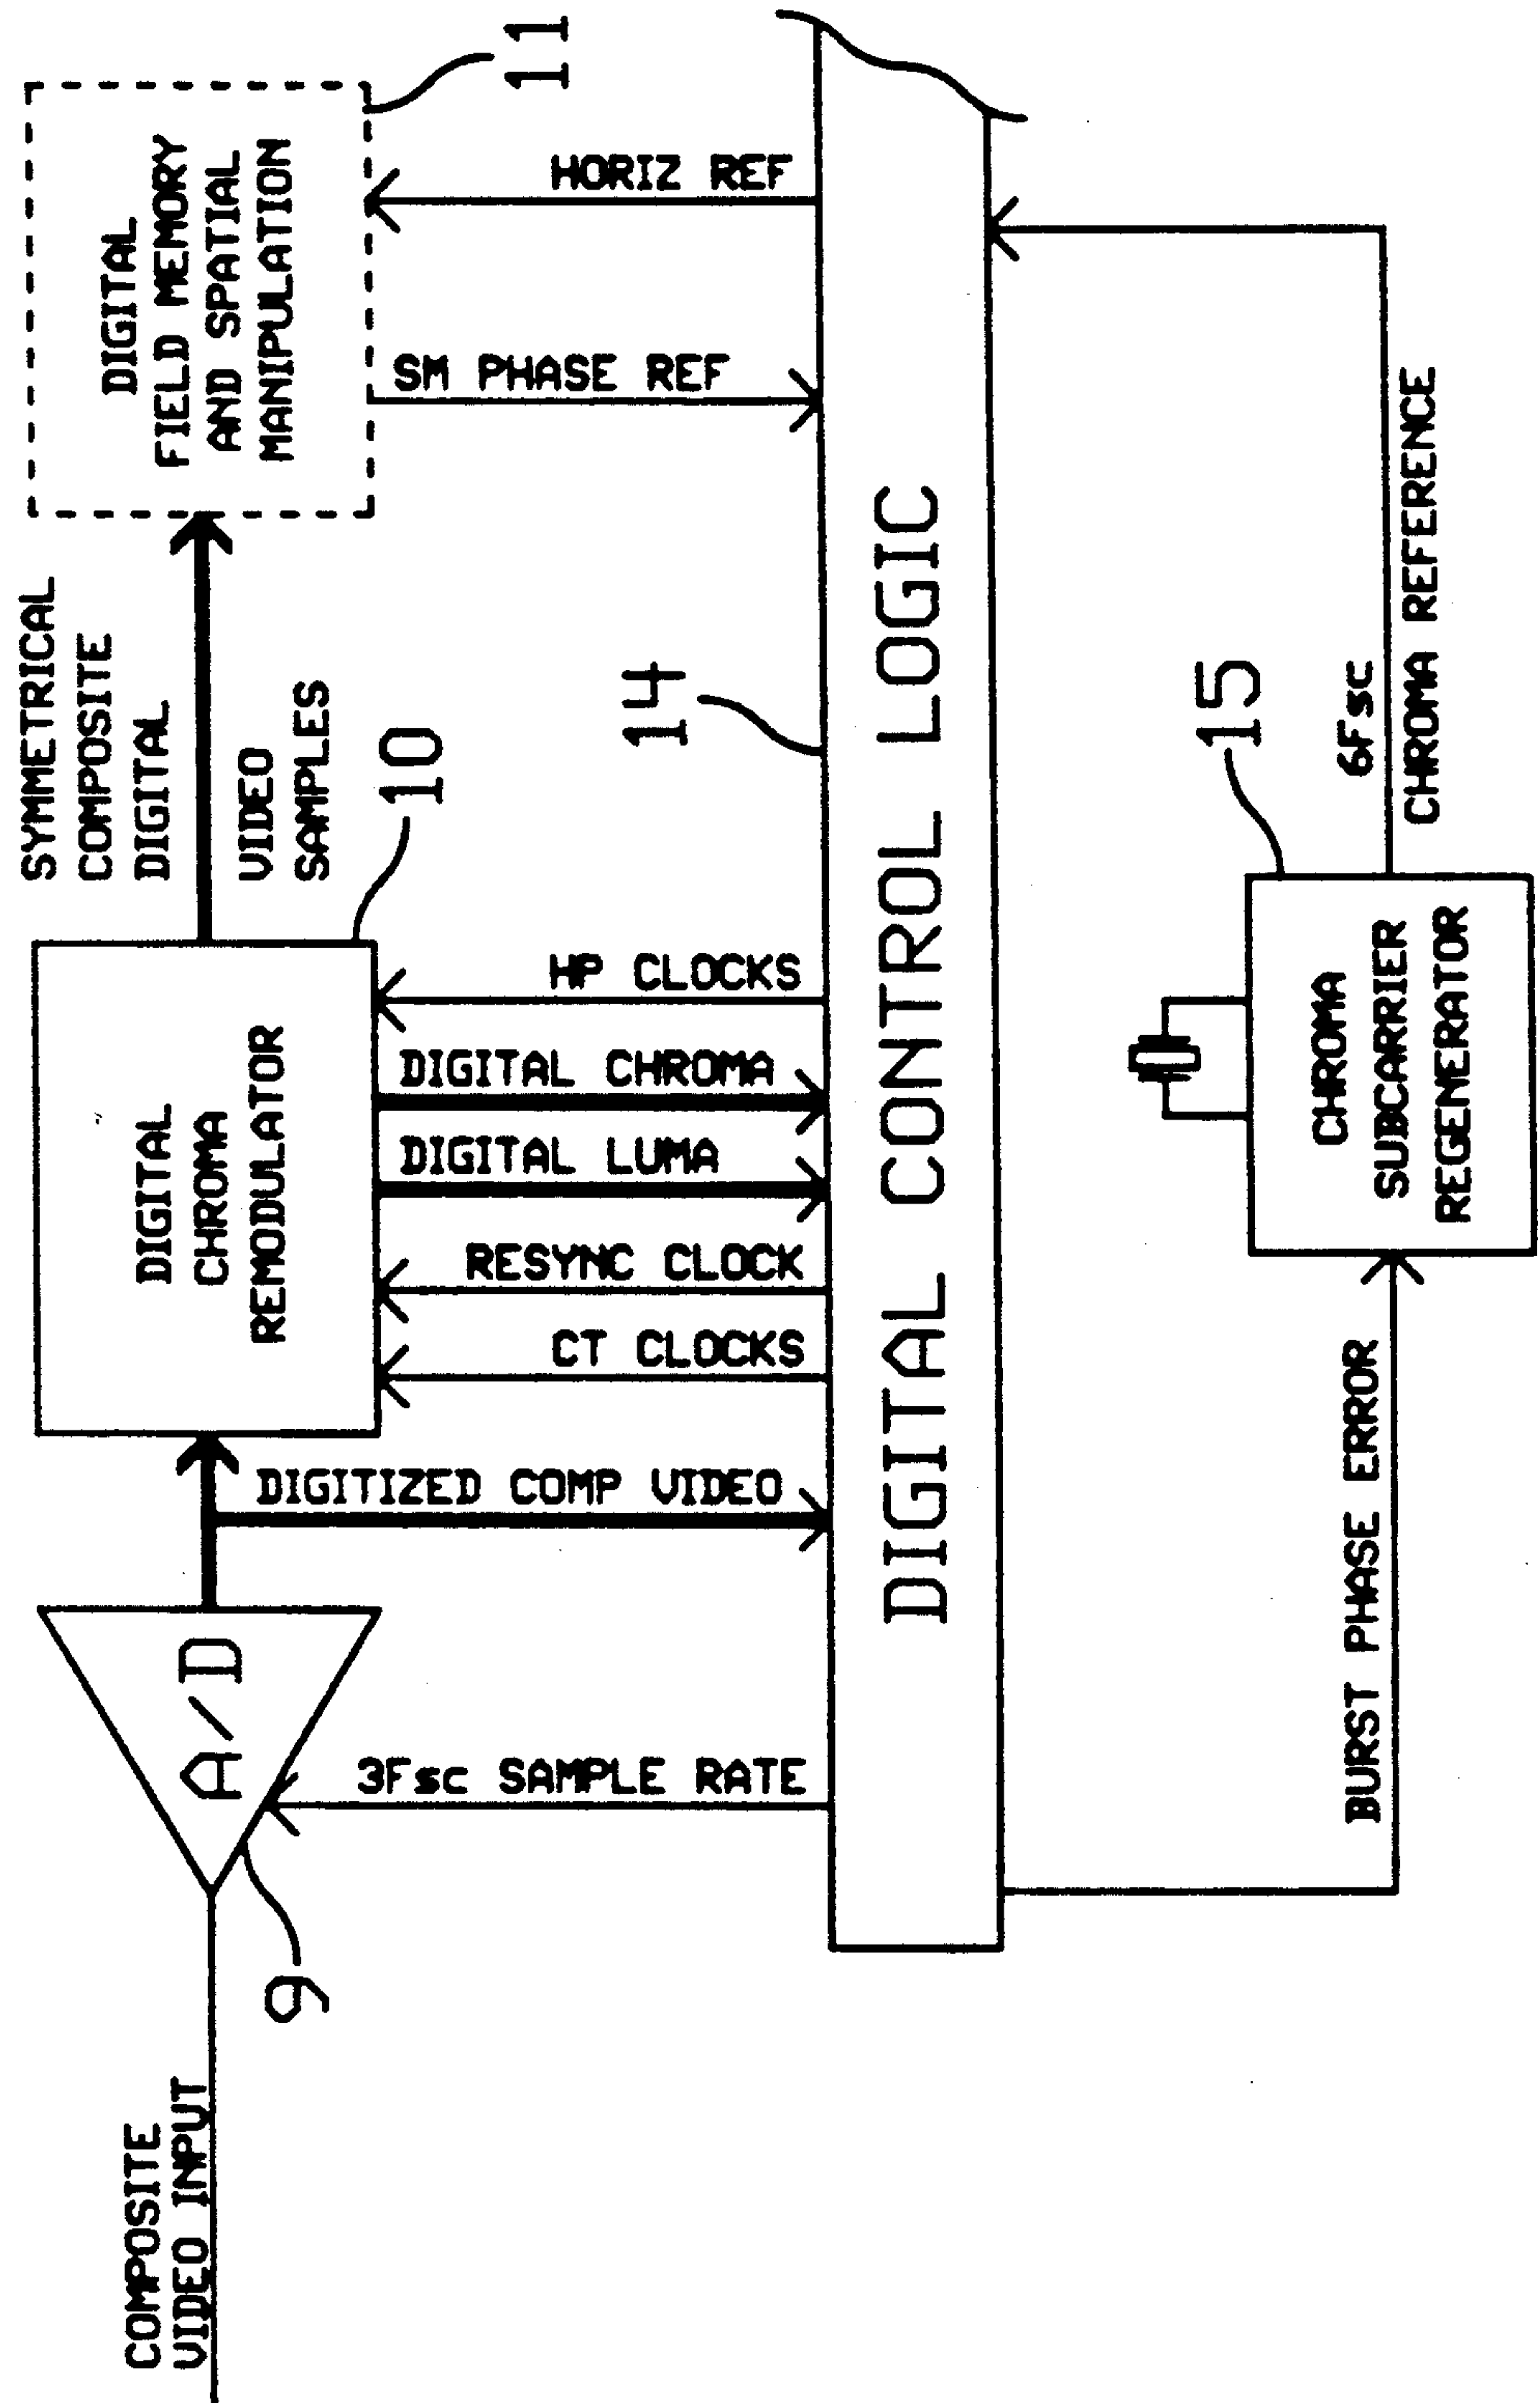 COMPOSITE
VIDEO INPUT
9
A/D
3Fsc SAMPLE RATE
DIGITIZED COMP VIDEO
DIGITAL
CHROMA
REMODULATOR
10
CT CLOCKS
RESYNC CLOCK
DIGITAL LUMA
DIGITAL CHROMA
HP CLOCKS
SYMMETRICAL
COMPOSITE
DIGITAL
VIDEO
SAMPLES
DIGITAL
FIELD MEMORY
AND SPATIAL
MANIPULATION
11
SM PHASE REF
HORIZ REF
14
DIGITAL CONTROL LOGIC
BURST PHASE ERROR
CHROMA
SUBCARRIER
REGENERATOR
15
6Fsc
CHROMA REFERENCE